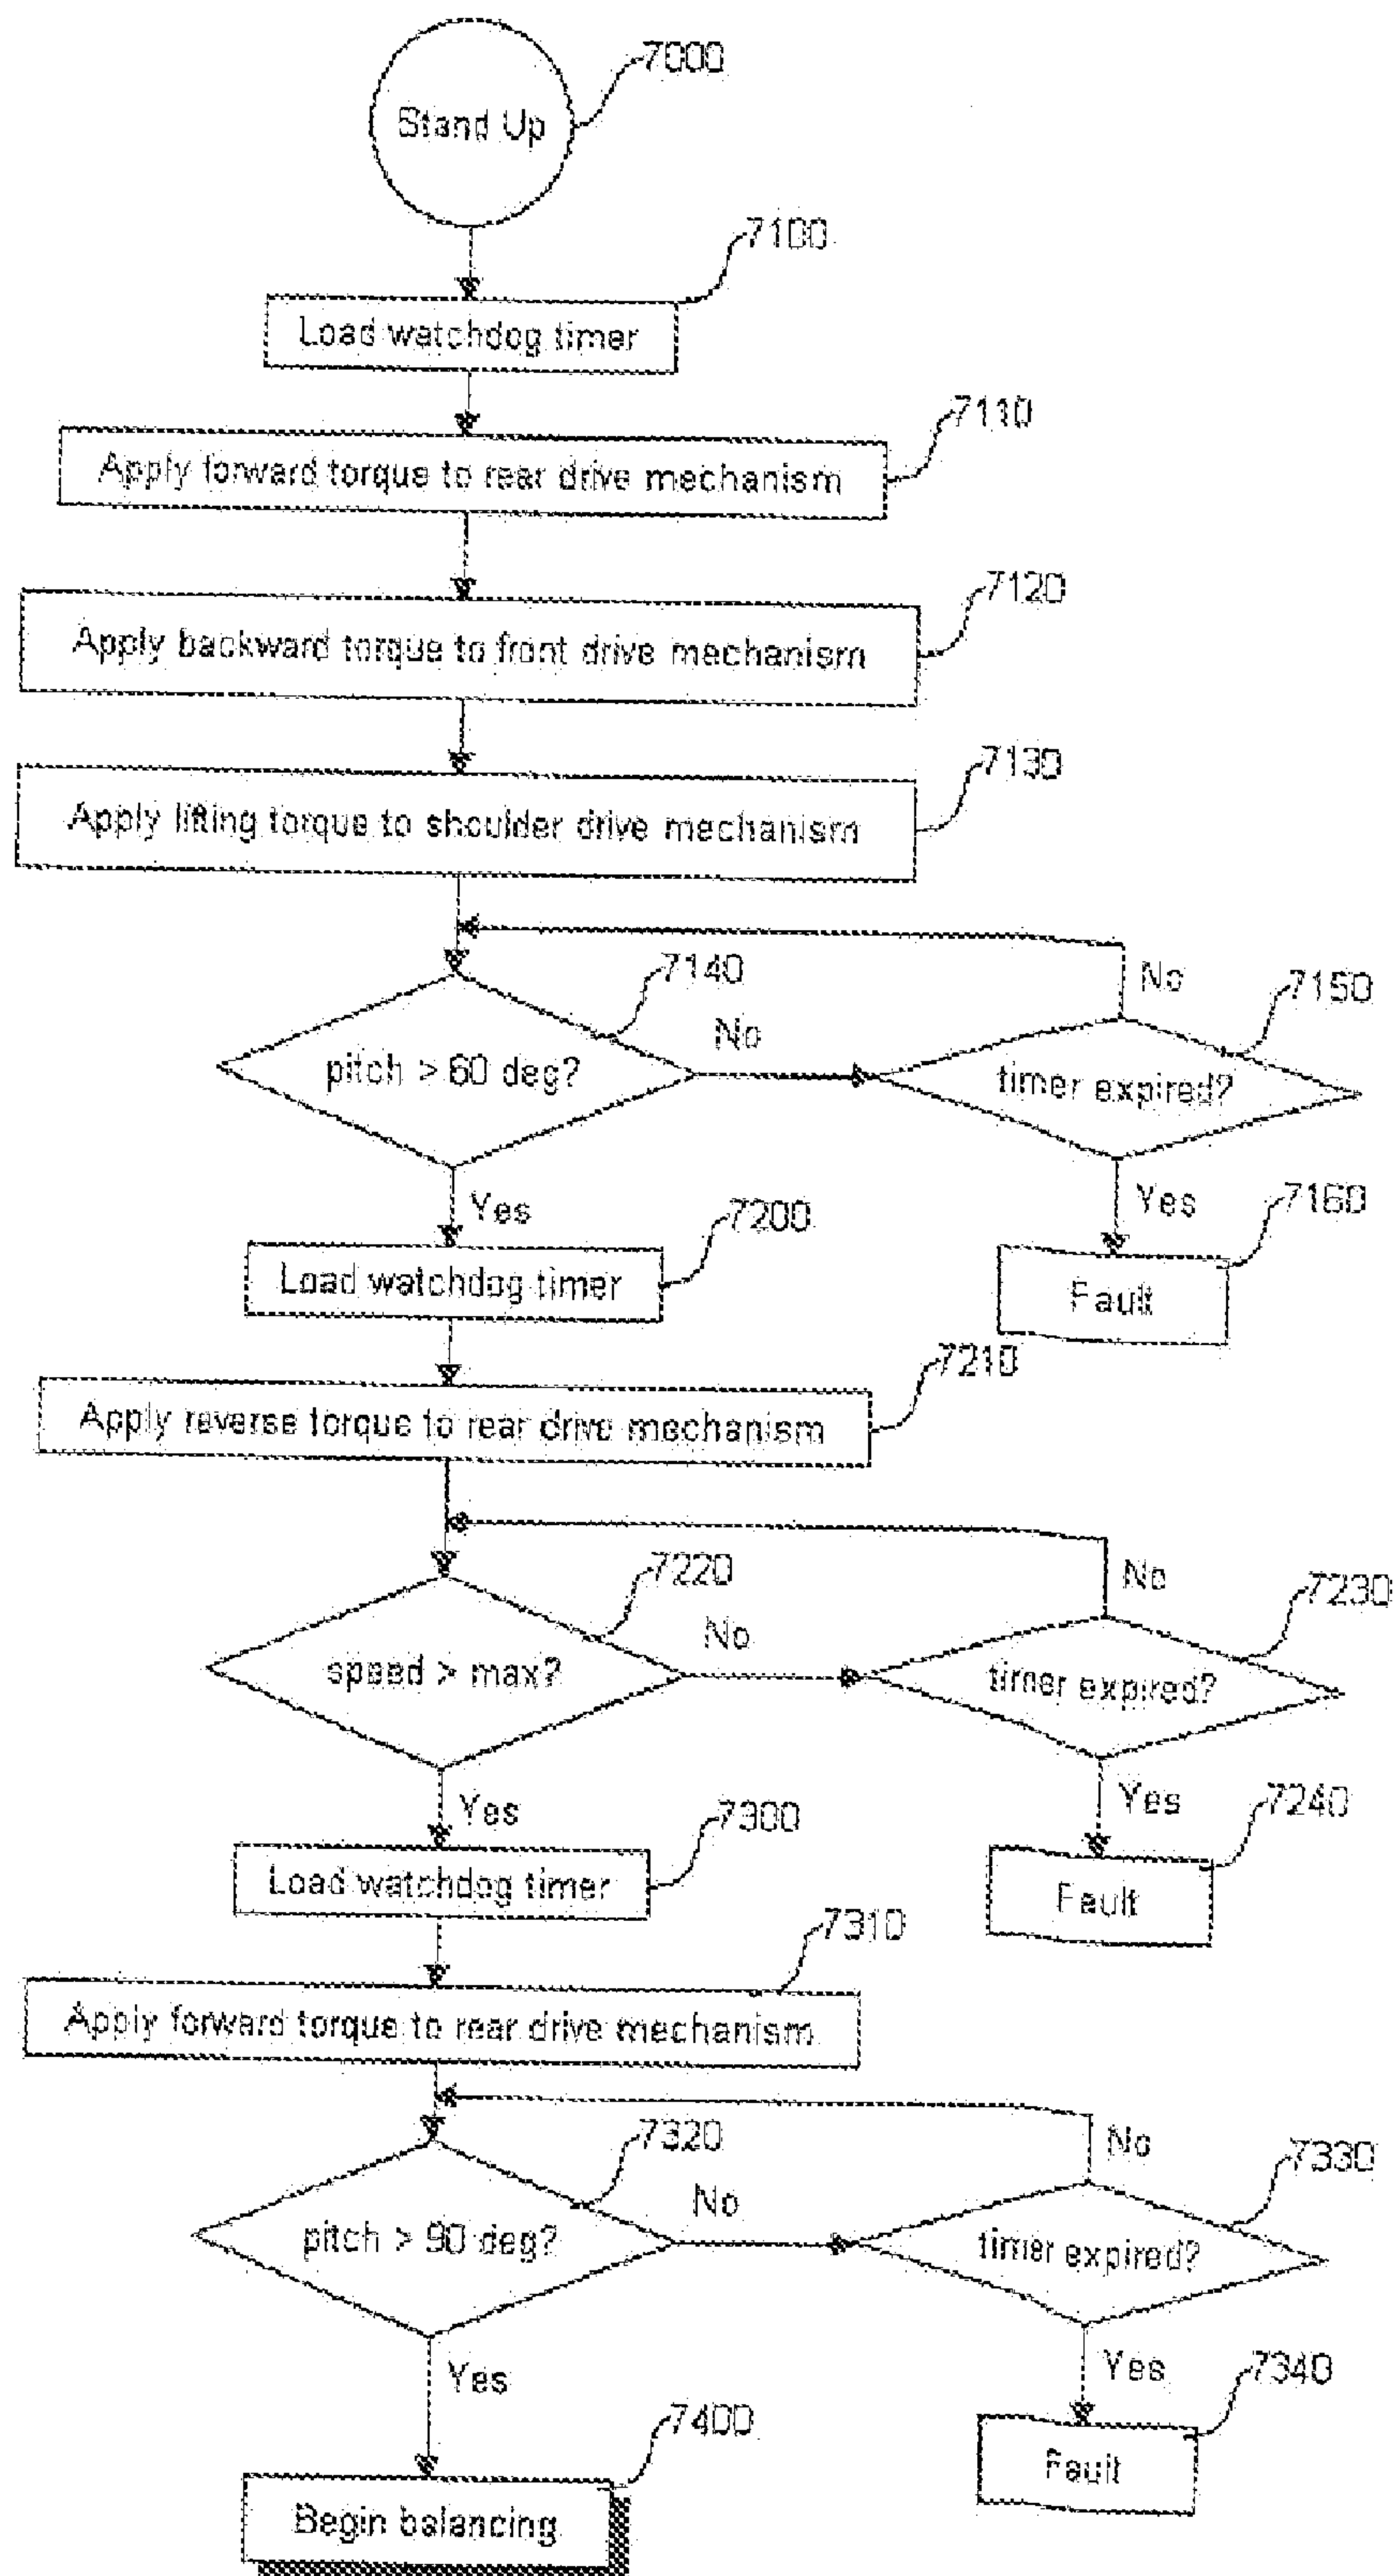 7000
Stand Up
7100
Load watchdog timer
7110
Apply forward torque to rear drive mechanism
7120
Apply backward torque to front drive mechanism
7130
Apply lifting torque to shoulder drive mechanism
7140
No
7150
pitch > 60 deg?
No
timer expired?
Yes
7200
Yes
7160
Load watchdog timer
Fault
7210
Apply reverse torque to rear drive mechanism
7220
No
7230
speed > max?
No
timer expired?
Yes
7300
Yes
7240
Load watchdog timer
Fault
7310
Apply forward torque to rear drive mechanism
7320
No
7330
pitch > 90 deg?
No
timer expired?
Yes
7400
Yes
7340
Fault
Begin balancing